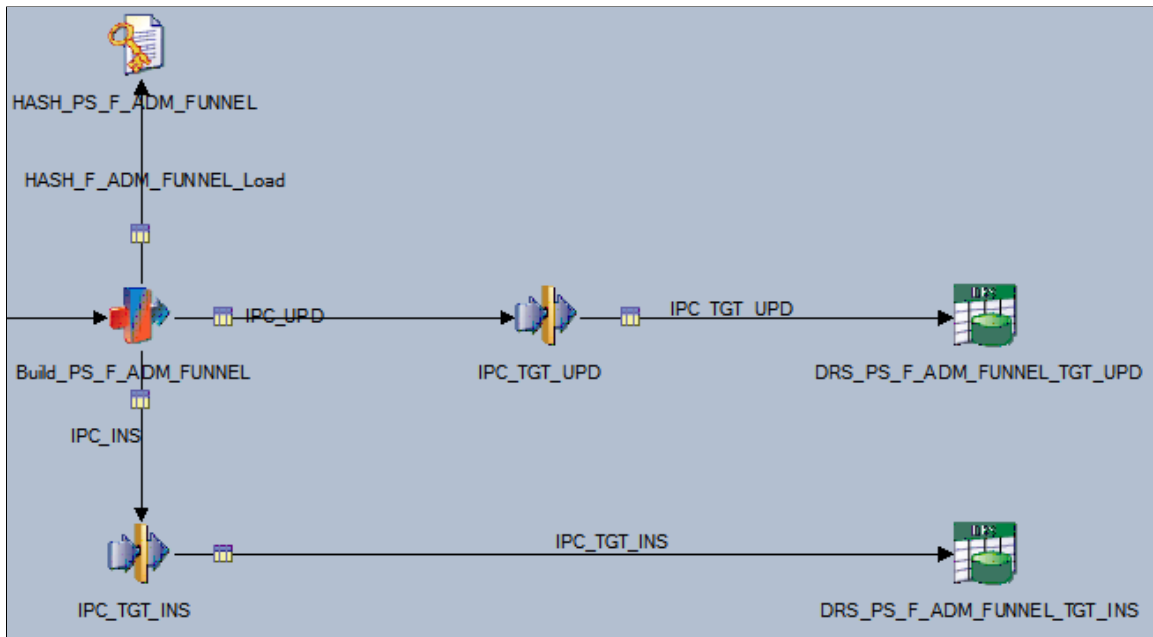 HASH_PS_F_ADM_FUNNEL
HASH_F_ADM_FUNNEL_Load
IPC_UPD
IPC_TGT_UPD
Build_PS_F_ADM_FUNNEL
IPC_TGT_UPD
DRS_PS_F_ADM_FUNNEL_TGT_UPD
IPC_INS
IPC_TGT_INS
IPC_TGT_INS
DRS_PS_F_ADM_FUNNEL_TGT_INS